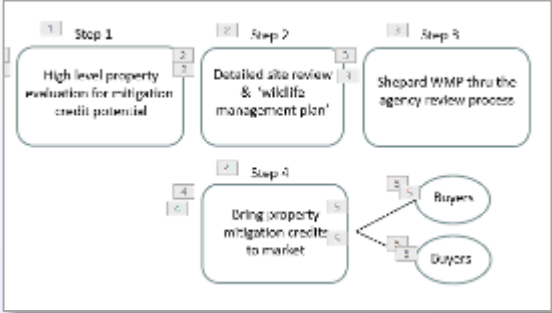 Step 1
Step 2
Step 3
High level property
evaluation for mitigation
credit potential
Detailed site review
& 'wildlife
management plan'
Shepard WMP thru the
agency review process
Step 4
Bring property
mitigation credits
to market
Buyers
Buyers